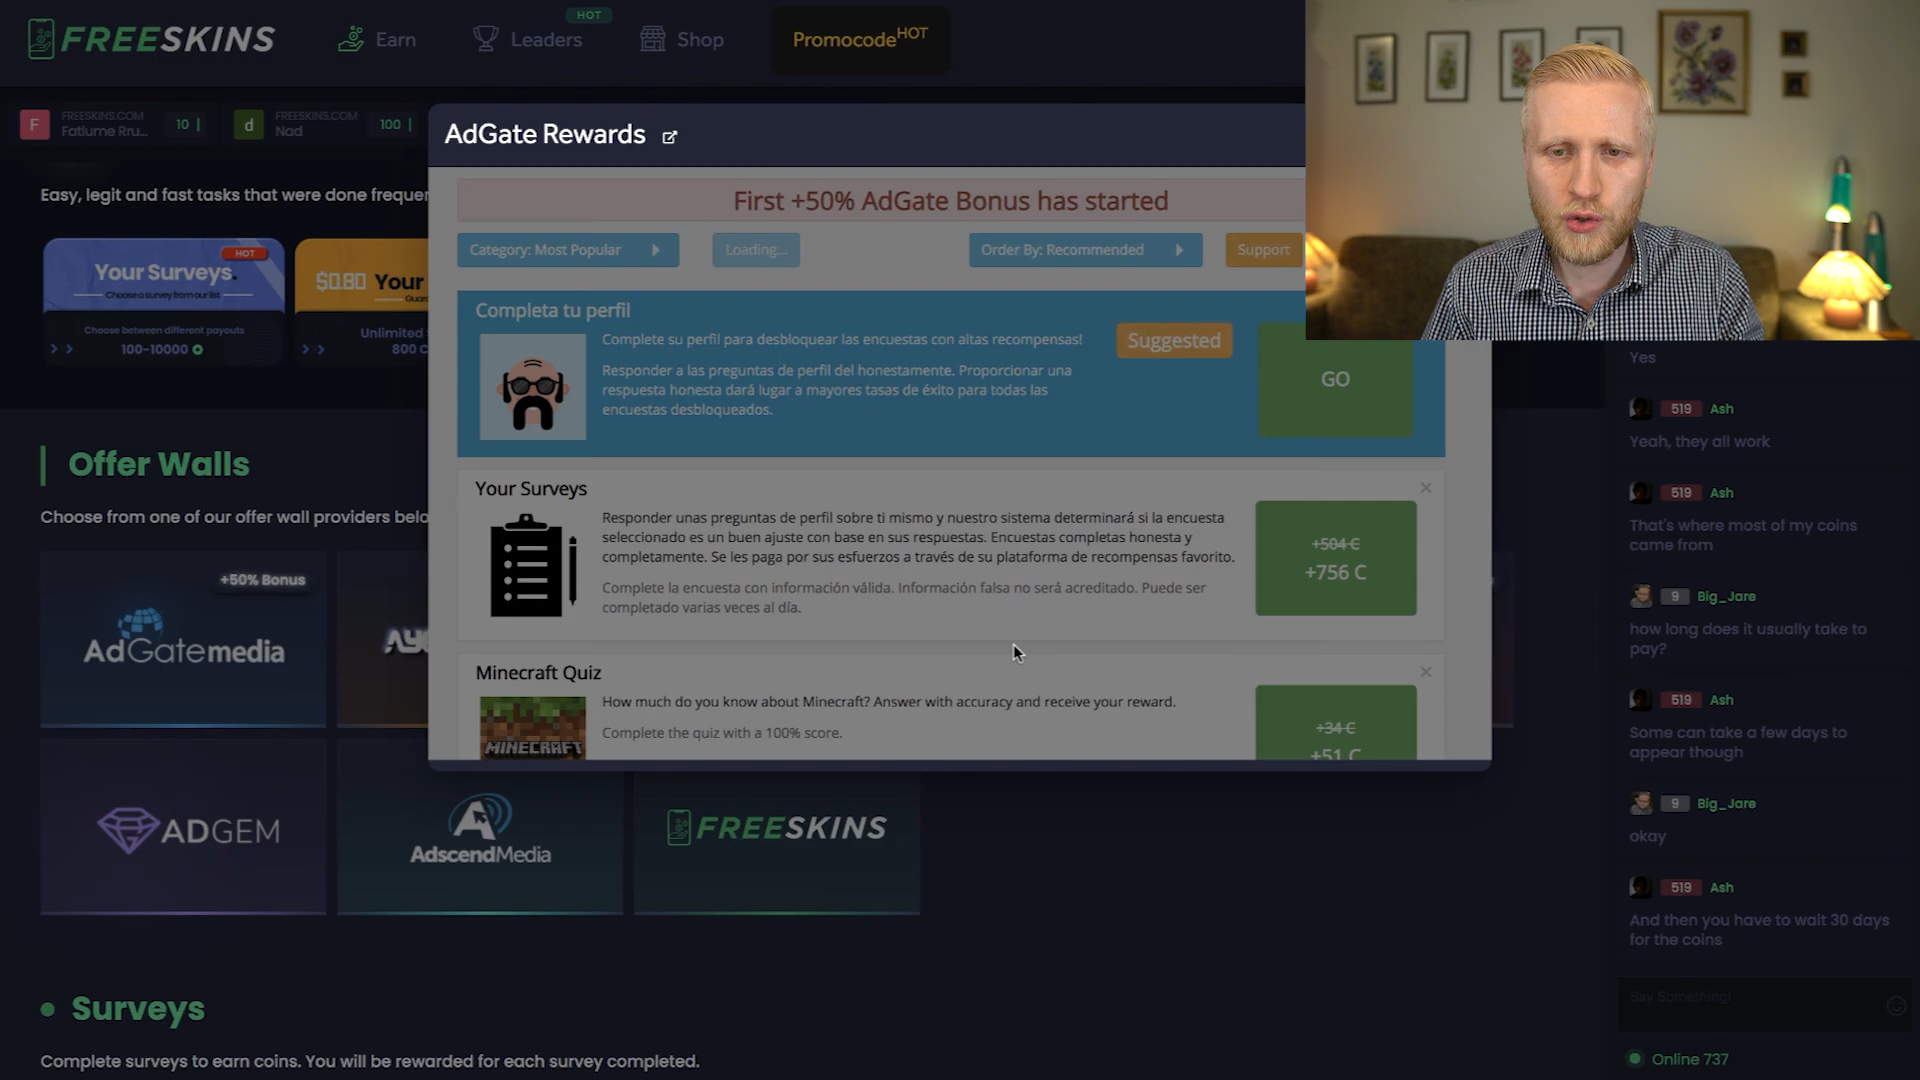 FREESKINS
Earn
HOT
Leaders
Shop
PromocodeHOT
F
FREESKINS.COM
Fatlume Rru...
10
d
FREESKINS.COM
Nad
100
Easy, legit and fast tasks that were done frequen
HOT
Your Surveys.
Choose a survey from our list
Choose between different payouts
100-10000
$0.80 Your
Guar
Unlimited
800 C
Offer Walls
Choose from one of our offer wall providers belo
+50% Bonus
AdGatemedia
AY
ADGEM
AdscendMedia
FREESKINS
Surveys
Complete surveys to earn coins. You will be rewarded for each survey completed.
AdGate Rewards
First +50% AdGate Bonus has started
Category: Most Popular
Loading...
Order By: Recommended
Support
Completa tu perfil
Complete su perfil para desbloquear las encuestas con altas recompensas!
Responder a las preguntas de perfil del honestamente. Proporcionar una
respuesta honesta dará lugar a mayores tasas de éxito para todas las
encuestas desbloqueados.
Suggested
GO
Your Surveys
Responder unas preguntas de perfil sobre ti mismo y nuestro sistema determinará si la encuesta
seleccionado es un buen ajuste con base en sus respuestas. Encuestas completas honesta y
completamente. Se les paga por sus esfuerzos a través de su plataforma de recompensas favorito.
Complete la encuesta con información válida. Información falsa no será acreditado. Puede ser
completado varias veces al día.
+504 C
+756 C
Minecraft Quiz
MINECRAFT
How much do you know about Minecraft? Answer with accuracy and receive your reward.
Complete the quiz with a 100% score.
+34 C
+51 C
Yes
519 Ash
Yeah, they all work
519 Ash
That's where most of my coins
came from
9 Big_Jare
how long does it usually take to
pay?
519 Ash
Some can take a few days to
appear though
9 Big_Jare
okay
519 Ash
And then you have to wait 30 days
for the coins
Say Something!
Online 737